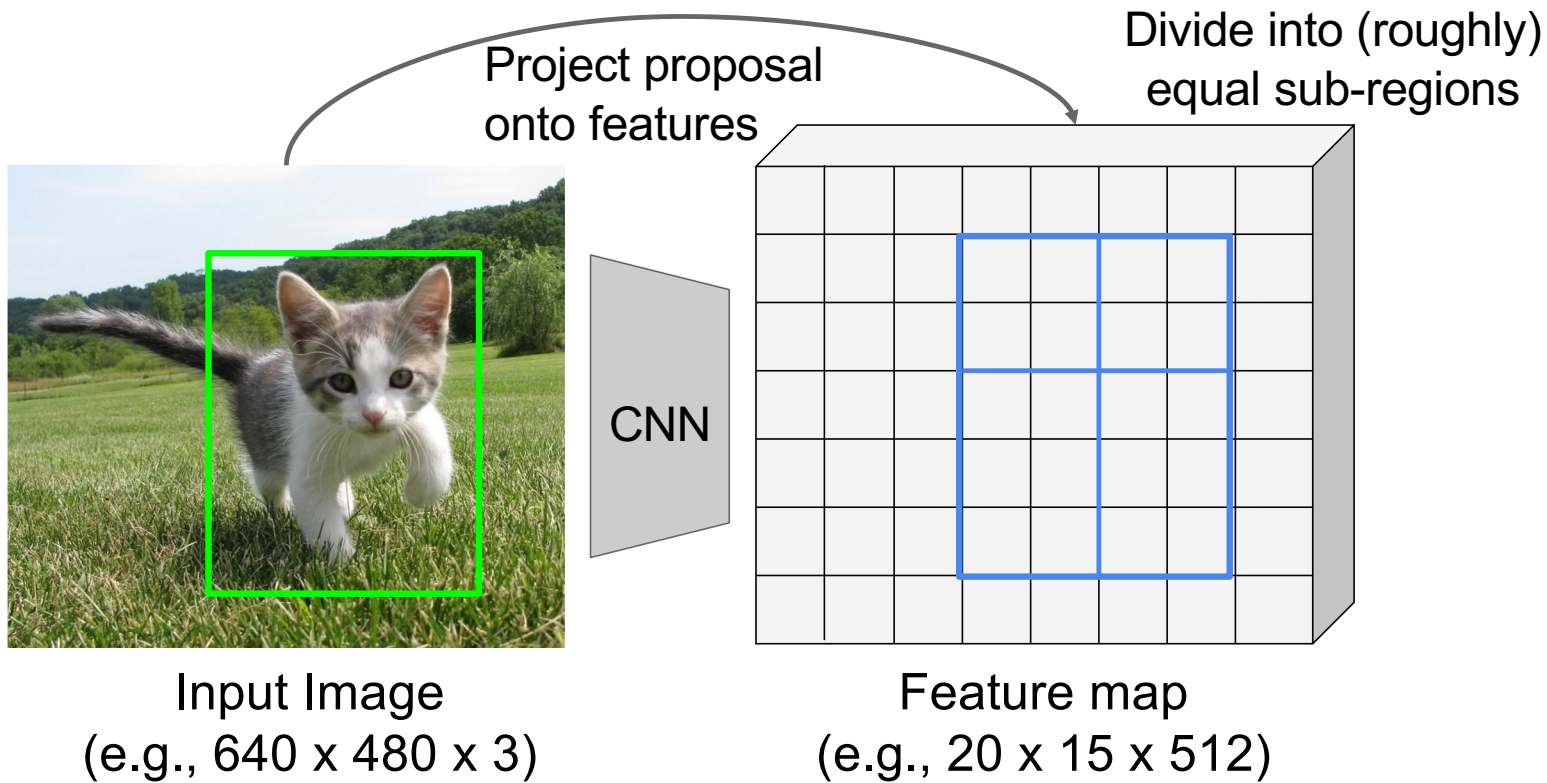 Project proposal
onto features
Divide into (roughly)
equal sub-regions
CNN
Input Image
(e.g., 640 x 480 x 3)
Feature map
(e.g., 20 x 15 x 512)